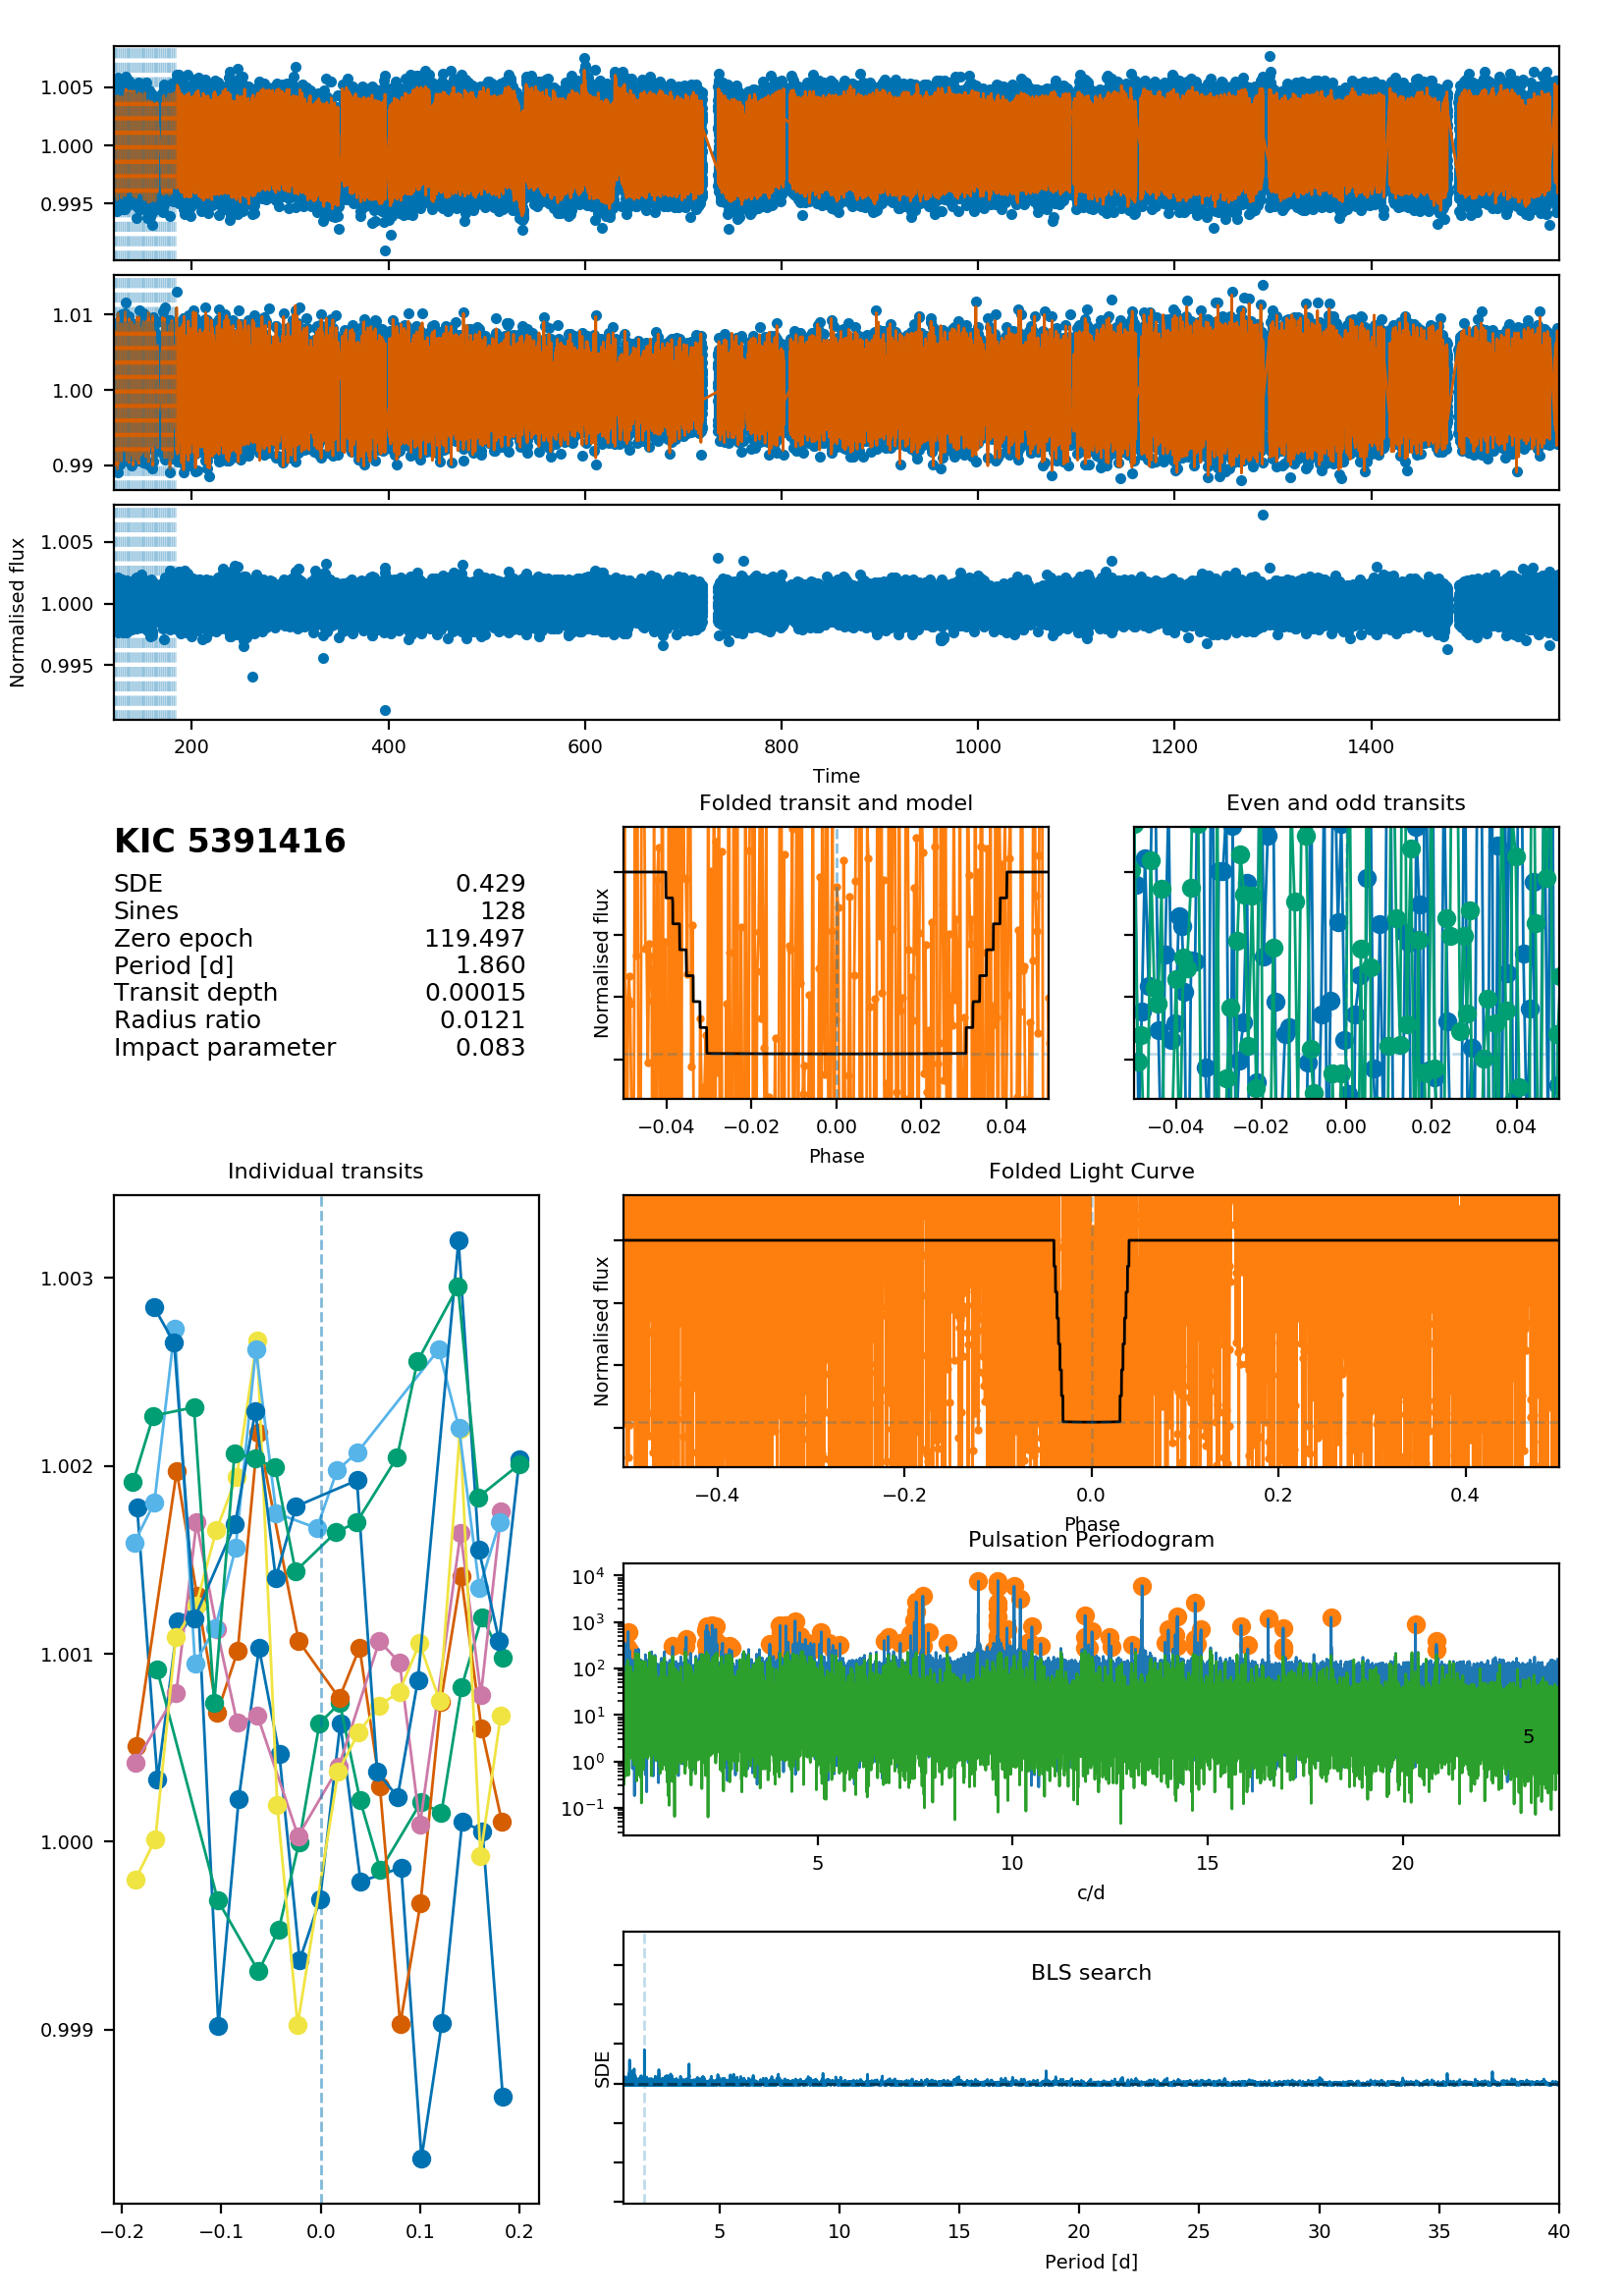 1.005
1.000
0.995
1.01
1.00
0.99
1.005
1.000
0.995
Normalised flux
200 400 600 800 1000 1200 1400
Time
KIC 5391416
SDE 0.429
Sines 128
Zero epoch 119.497
Period [d] 1.860
Transit depth 0.00015
Radius ratio 0.0121
Impact parameter 0.083
Folded transit and model
Normalised flux
−0.04 −0.02 0.00 0.02 0.04
Phase
Even and odd transits
−0.04 −0.02 0.00 0.02 0.04
Individual transits
1.003
1.002
1.001
1.000
0.999
−0.2 −0.1 0.0 0.1 0.2
Folded Light Curve
Normalised flux
−0.4 −0.2 0.0 0.2 0.4
Phase
Pulsation Periodogram
10⁴
10³
10²
10¹
10⁰
10⁻¹
5
5 10 15 20
c/d
BLS search
SDE
5 10 15 20 25 30 35 40
Period [d]